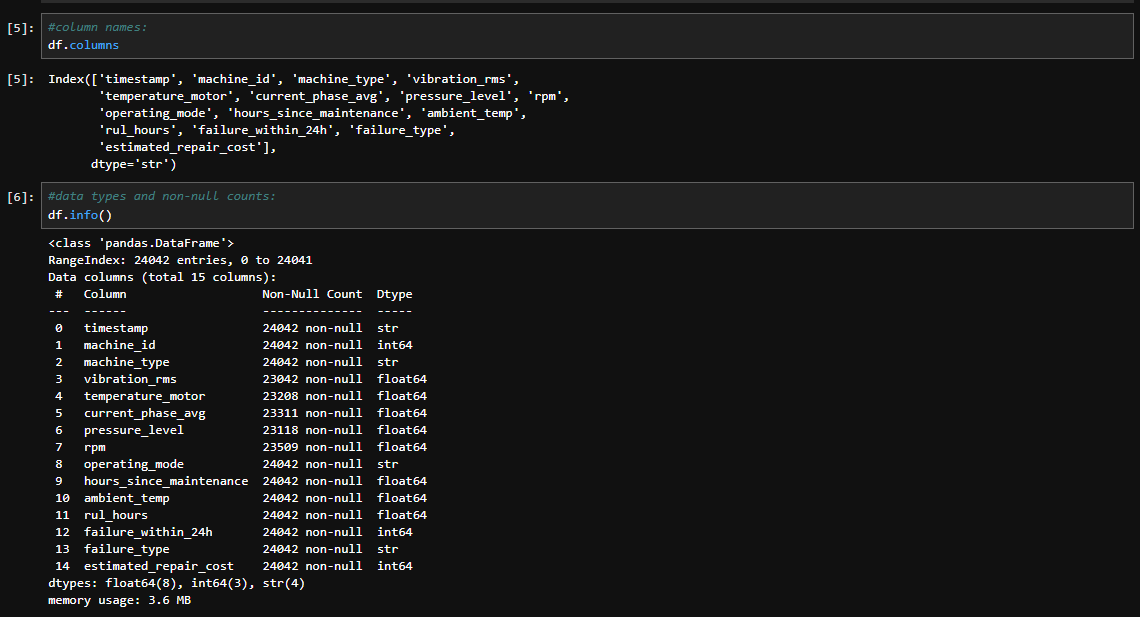 [5]: #column names:
df.columns
[5]: Index(['timestamp', 'machine_id', 'machine_type', 'vibration_rms',
       'temperature_motor', 'current_phase_avg', 'pressure_level', 'rpm',
       'operating_mode', 'hours_since_maintenance', 'ambient_temp',
       'rul_hours', 'failure_within_24h', 'failure_type',
       'estimated_repair_cost'],
      dtype='str')
[6]: #data types and non-null counts:
df.info()
<class 'pandas.DataFrame'>
RangeIndex: 24042 entries, 0 to 24041
Data columns (total 15 columns):
 #   Column                   Non-Null Count  Dtype
---  ------                   --------------  -----
 0   timestamp                24042 non-null  str
 1   machine_id               24042 non-null  int64
 2   machine_type             24042 non-null  str
 3   vibration_rms            23042 non-null  float64
 4   temperature_motor        23208 non-null  float64
 5   current_phase_avg        23311 non-null  float64
 6   pressure_level           23118 non-null  float64
 7   rpm                      23509 non-null  float64
 8   operating_mode           24042 non-null  str
 9   hours_since_maintenance  24042 non-null  float64
 10  ambient_temp             24042 non-null  float64
 11  rul_hours                24042 non-null  float64
 12  failure_within_24h       24042 non-null  int64
 13  failure_type             24042 non-null  str
 14  estimated_repair_cost    24042 non-null  int64
dtypes: float64(8), int64(3), str(4)
memory usage: 3.6 MB